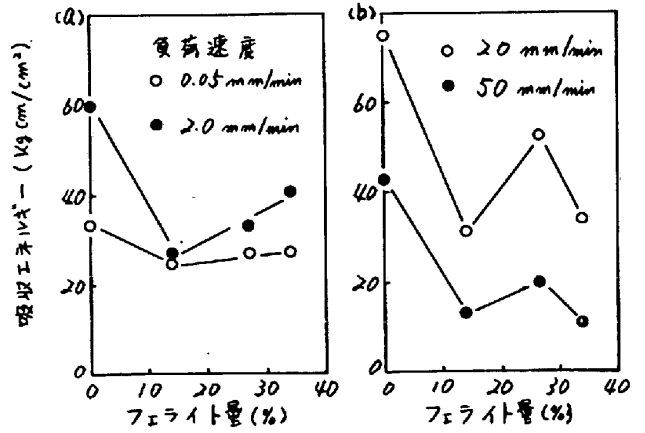 (a)
負荷速度
○ 0.05 mm/min
● 2.0 mm/min
60
40
20
0
0 10 20 30 40
フェライト量(%)
吸収エネルギー (Kg cm/cm²)
(b)
○ 20 mm/min
● 50 mm/min
60
40
20
0
0 10 20 30 40
フェライト量(%)